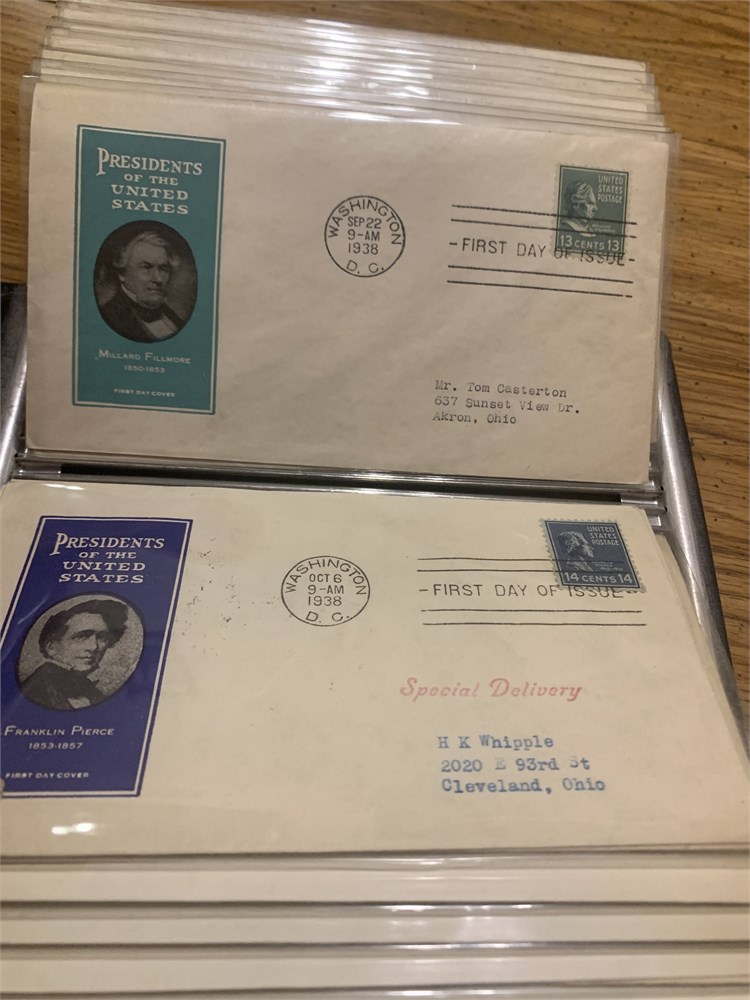 PRESIDENTS
OF THE
UNITED
STATES
MILLARD FILLMORE
1850-1853
FIRST DAY COVER
WASHINGTON
SEP 22
9-AM
1938
D. C.
-FIRST DAY OF ISSUE-
UNITED
STATES
POSTAGE
13 CENTS 13
Mr. Tom Casterton
637 Sunset View Dr.
Akron, Ohio
PRESIDENTS
OF THE
UNITED
STATES
FRANKLIN PIERCE
1853-1857
FIRST DAY COVER
WASHINGTON
OCT 6
9-AM
1938
D. C.
-FIRST DAY OF ISSUE-
UNITED
STATES
POSTAGE
14 CENTS 14
Special Delivery
H K Whipple
2020 E 93rd St
Cleveland, Ohio